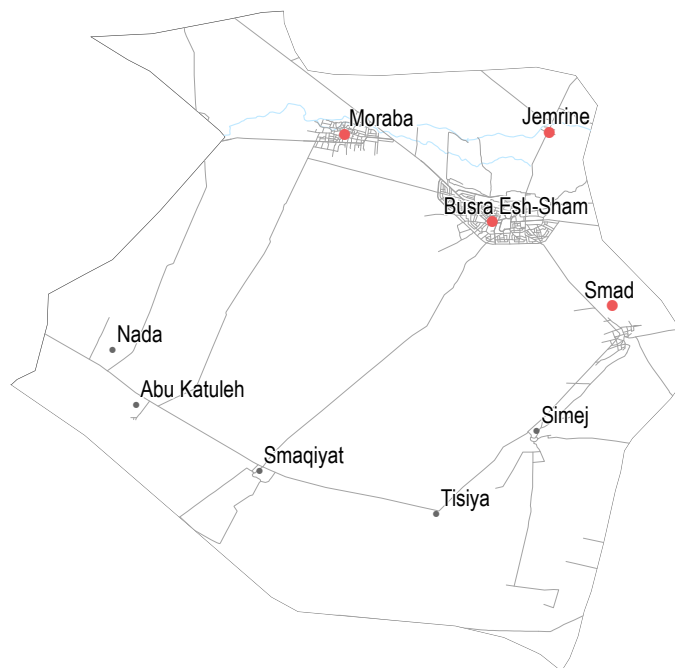 Moraba
Jemrine
Busra Esh-Sham
Smad
Nada
Abu Katuleh
Simej
Smaqiyat
Tisiya